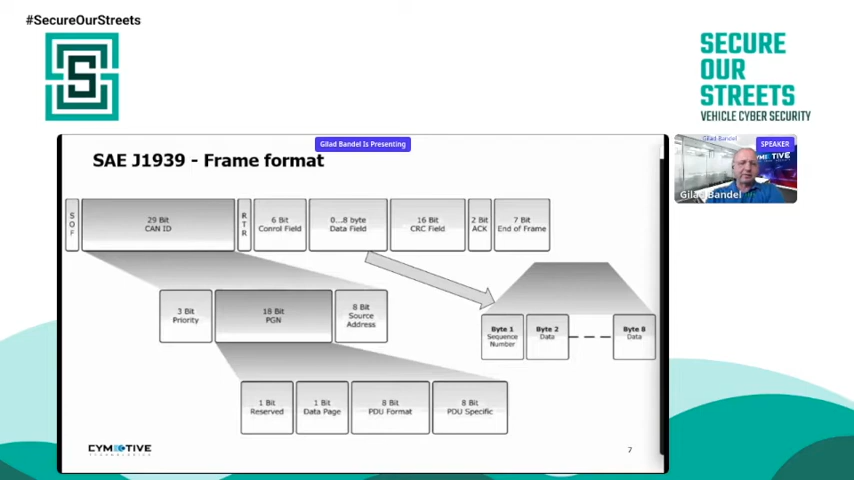 #SecureOurStreets
S
SECURE
OUR
STREETS
VEHICLE CYBER SECURITY
Gilad Bandel Is Presenting
Gilad Bandel
SPEAKER
Gilad Bandel
SAE J1939 - Frame format
S
O
F
29 Bit
CAN ID
R
T
R
6 Bit
Conrol Field
0...8 byte
Data Field
16 Bit
CRC Field
2 Bit
ACK
7 Bit
End of Frame
3 Bit
Priority
18 Bit
PGN
8 Bit
Source
Address
Byte 1
Sequence
Number
Byte 2
Data
Byte 8
Data
1 Bit
Reserved
1 Bit
Data Page
8 Bit
PDU Format
8 Bit
PDU Specific
CYMOTIVE
TECHNOLOGIES
7